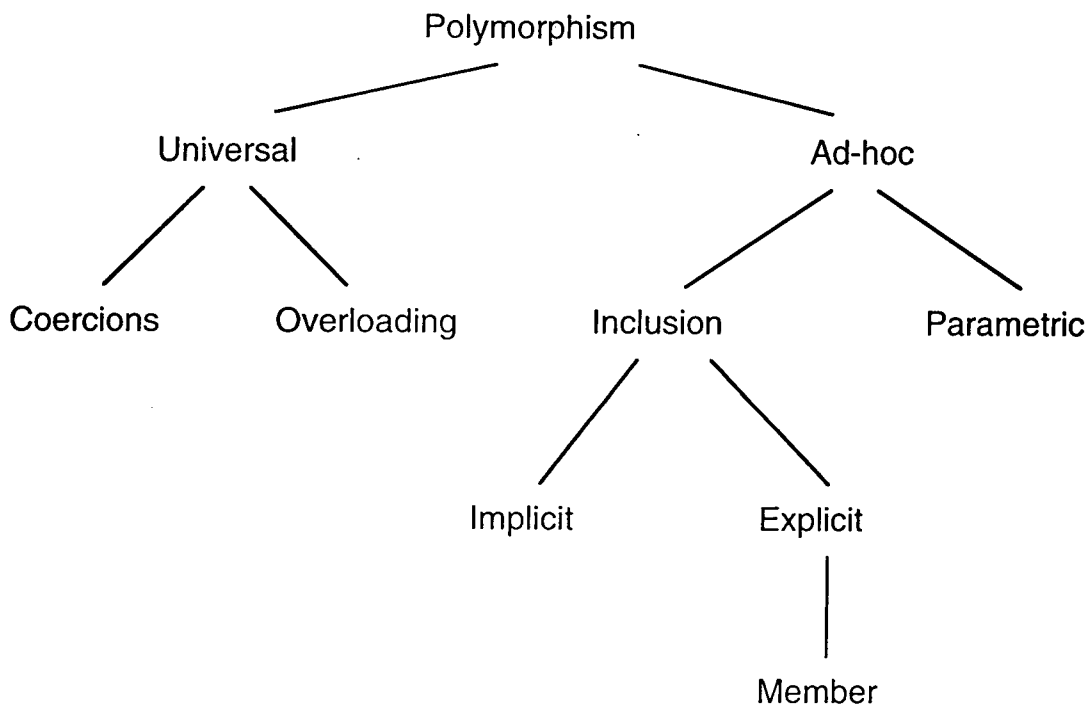 Polymorphism
Universal
Ad-hoc
Coercions
Overloading
Inclusion
Parametric
Implicit
Explicit
Member